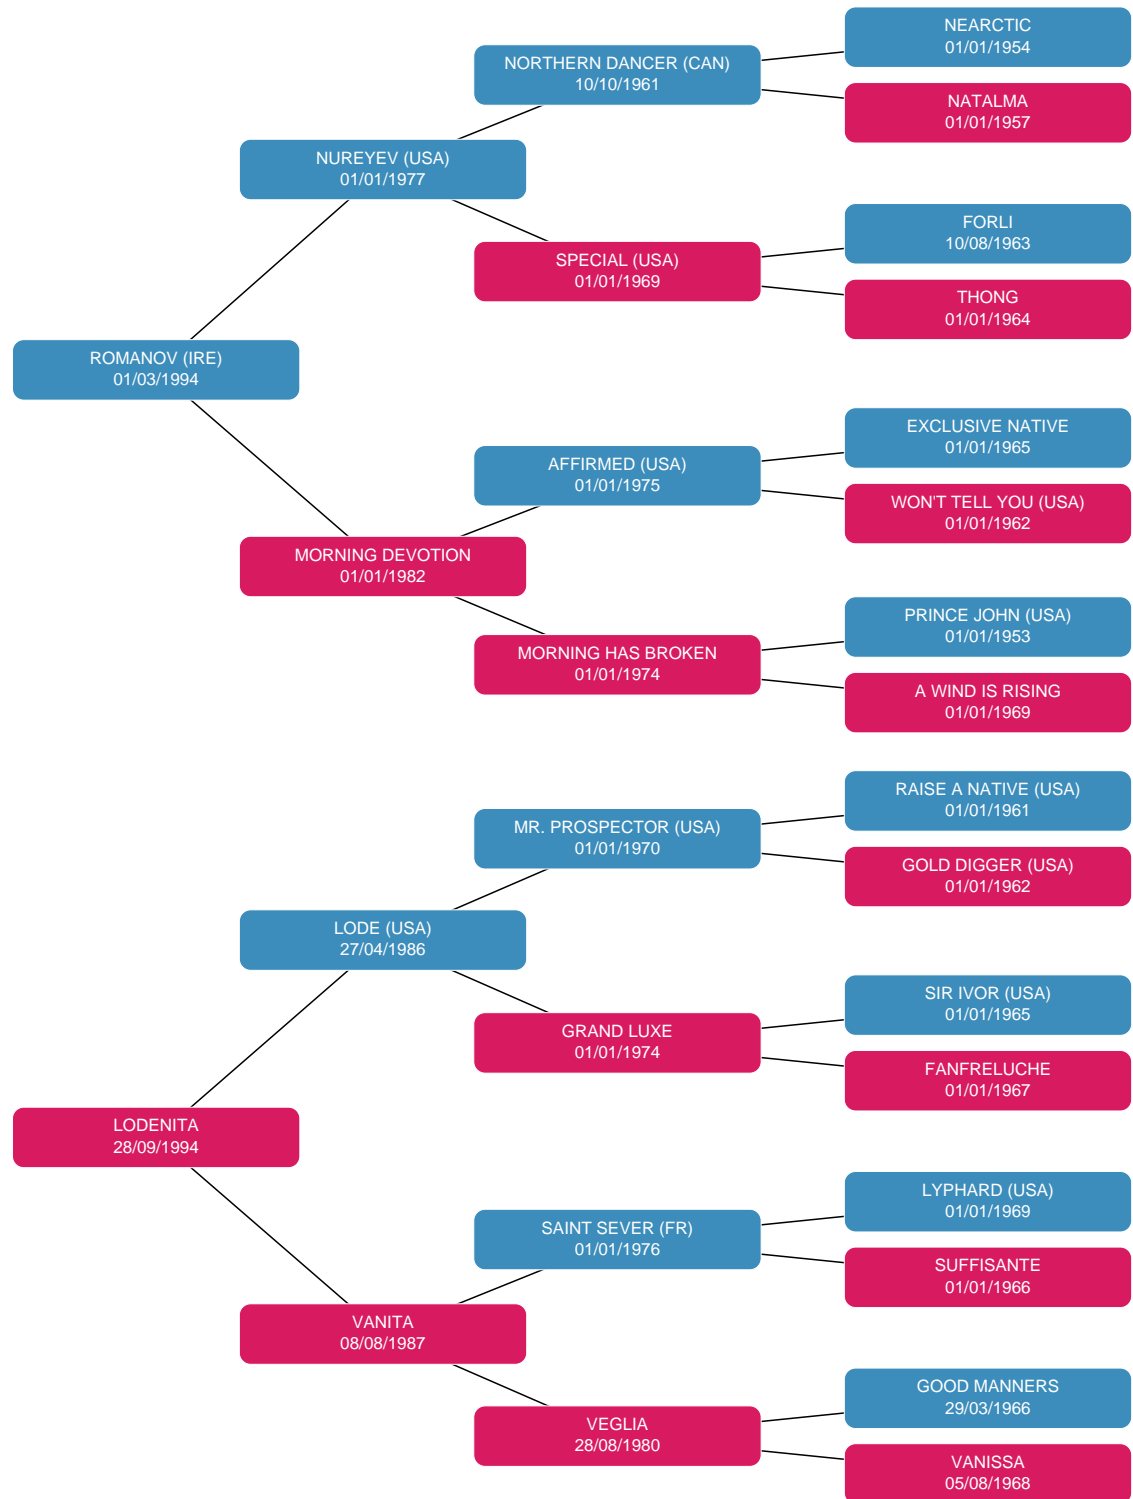 NEARCTIC
01/01/1954
NORTHERN DANCER (CAN)
10/10/1961
NATALMA
01/01/1957
NUREYEV (USA)
01/01/1977
FORLI
10/08/1963
SPECIAL (USA)
01/01/1969
THONG
01/01/1964
ROMANOV (IRE)
01/03/1994
EXCLUSIVE NATIVE
01/01/1965
AFFIRMED (USA)
01/01/1975
WON'T TELL YOU (USA)
01/01/1962
MORNING DEVOTION
01/01/1982
PRINCE JOHN (USA)
01/01/1953
MORNING HAS BROKEN
01/01/1974
A WIND IS RISING
01/01/1969
RAISE A NATIVE (USA)
01/01/1961
MR. PROSPECTOR (USA)
01/01/1970
GOLD DIGGER (USA)
01/01/1962
LODE (USA)
27/04/1986
SIR IVOR (USA)
01/01/1965
GRAND LUXE
01/01/1974
FANFRELUCHE
01/01/1967
LODENITA
28/09/1994
LYPHARD (USA)
01/01/1969
SAINT SEVER (FR)
01/01/1976
SUFFISANTE
01/01/1966
VANITA
08/08/1987
GOOD MANNERS
29/03/1966
VEGLIA
28/08/1980
VANISSA
05/08/1968